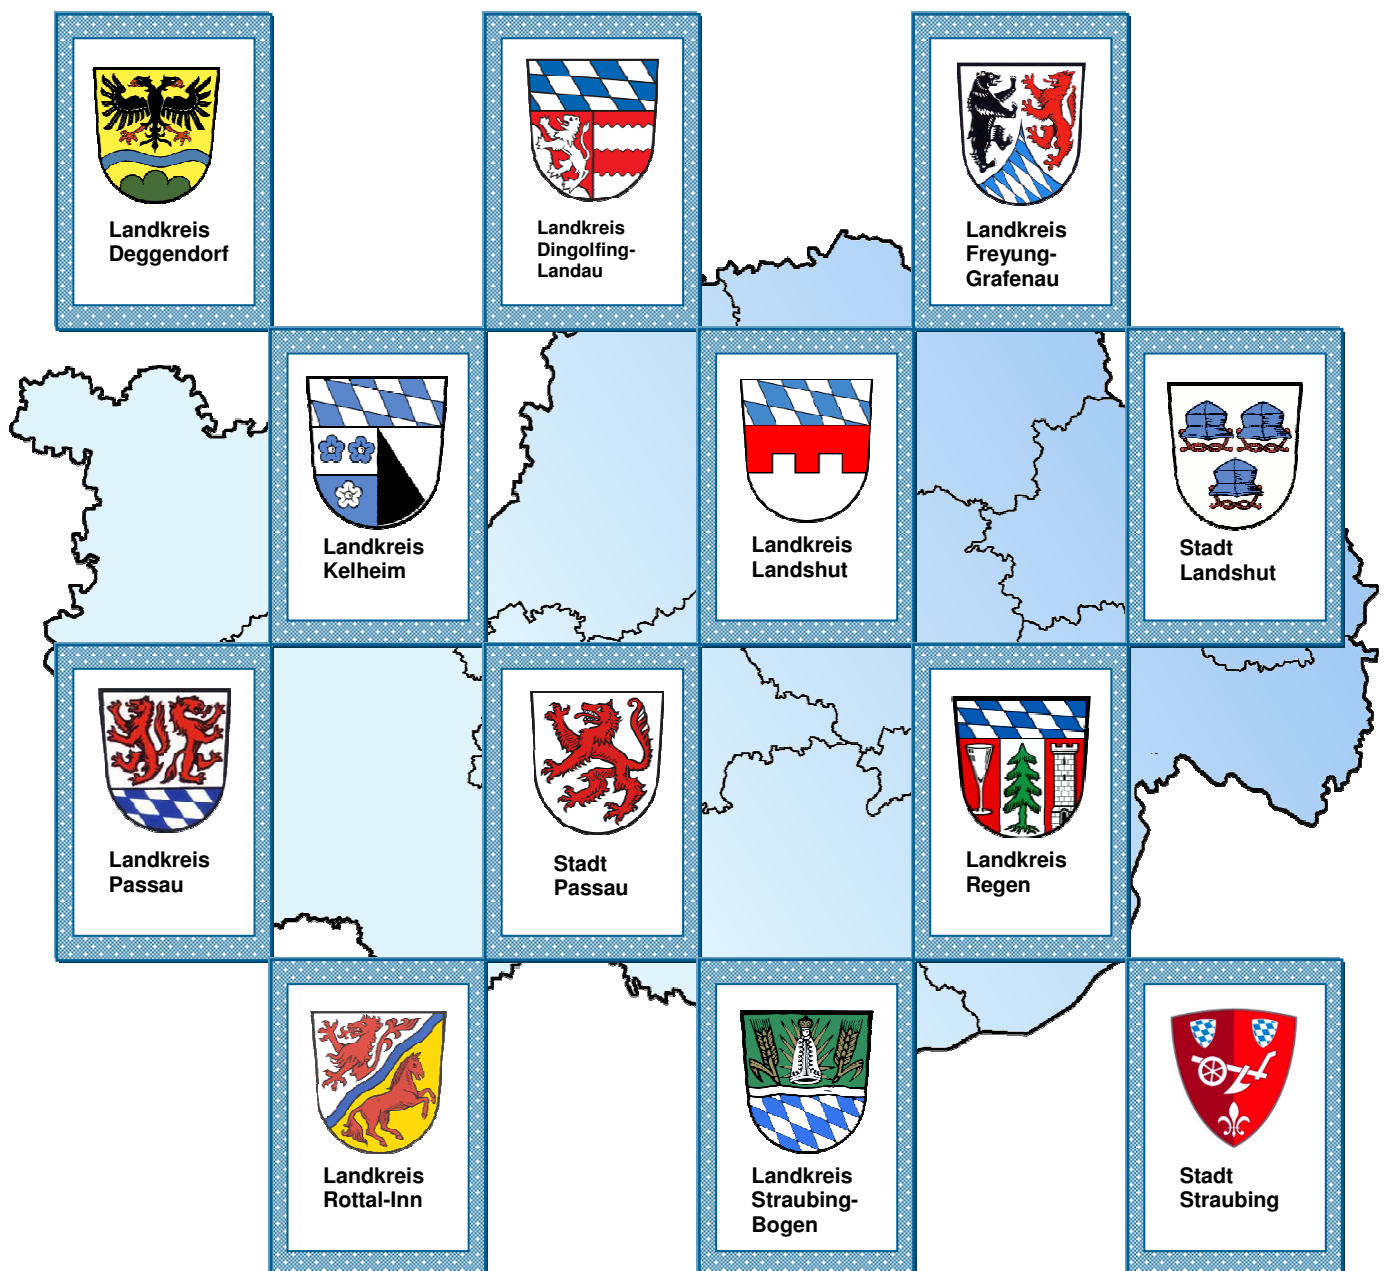 Landkreis
Deggendorf
Landkreis
Dingolfing-
Landau
Landkreis
Freyung-
Grafenau
Landkreis
Kelheim
Landkreis
Landshut
Stadt
Landshut
Landkreis
Passau
Stadt
Passau
Landkreis
Regen
Landkreis
Rottal-Inn
Landkreis
Straubing-
Bogen
Stadt
Straubing